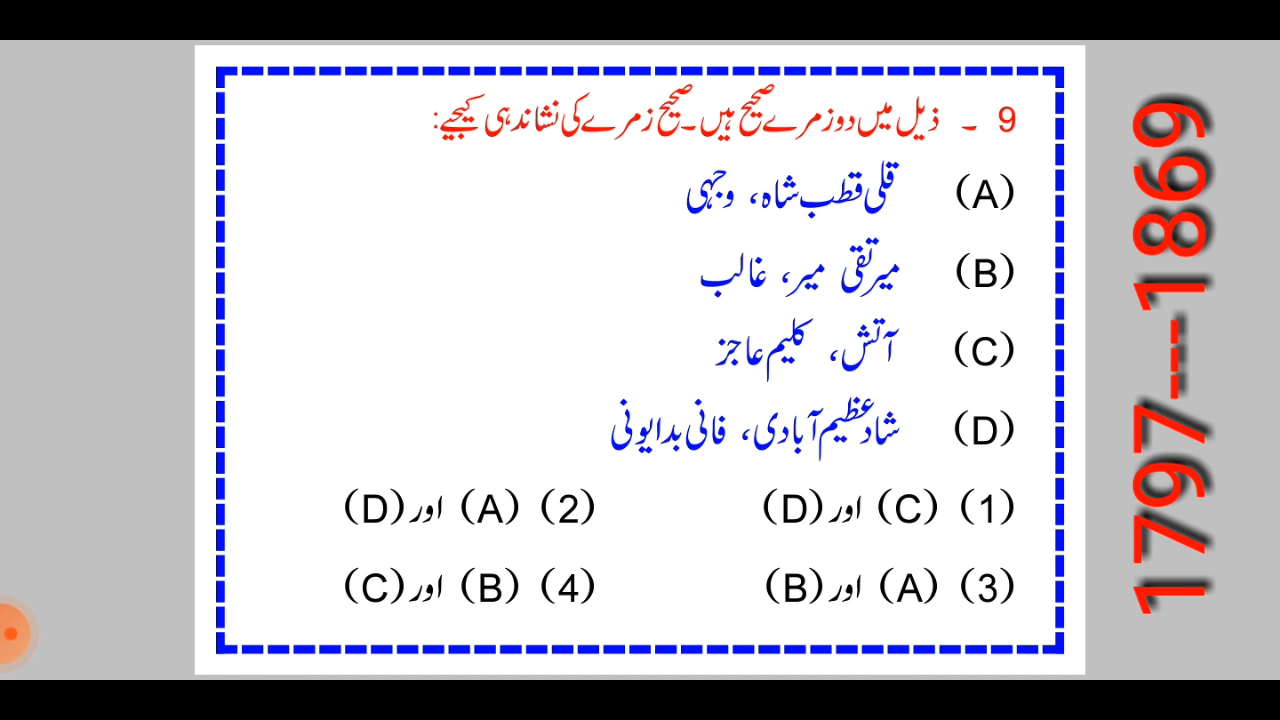 9 ۔ ذیل میں دو زمرے صحیح ہیں۔ صحیح زمرے کی نشاندہی کیجیے:
(A) قلی قطب شاہ، وجہی
(B) میر تقی میر، غالب
(C) آتش، کلیم عاجز
(D) شاد عظیم آبادی، فانی بدایونی
(1) (C) اور (D) (2) (A) اور (D)
(3) (A) اور (B) (4) (B) اور (C)
1797---1869